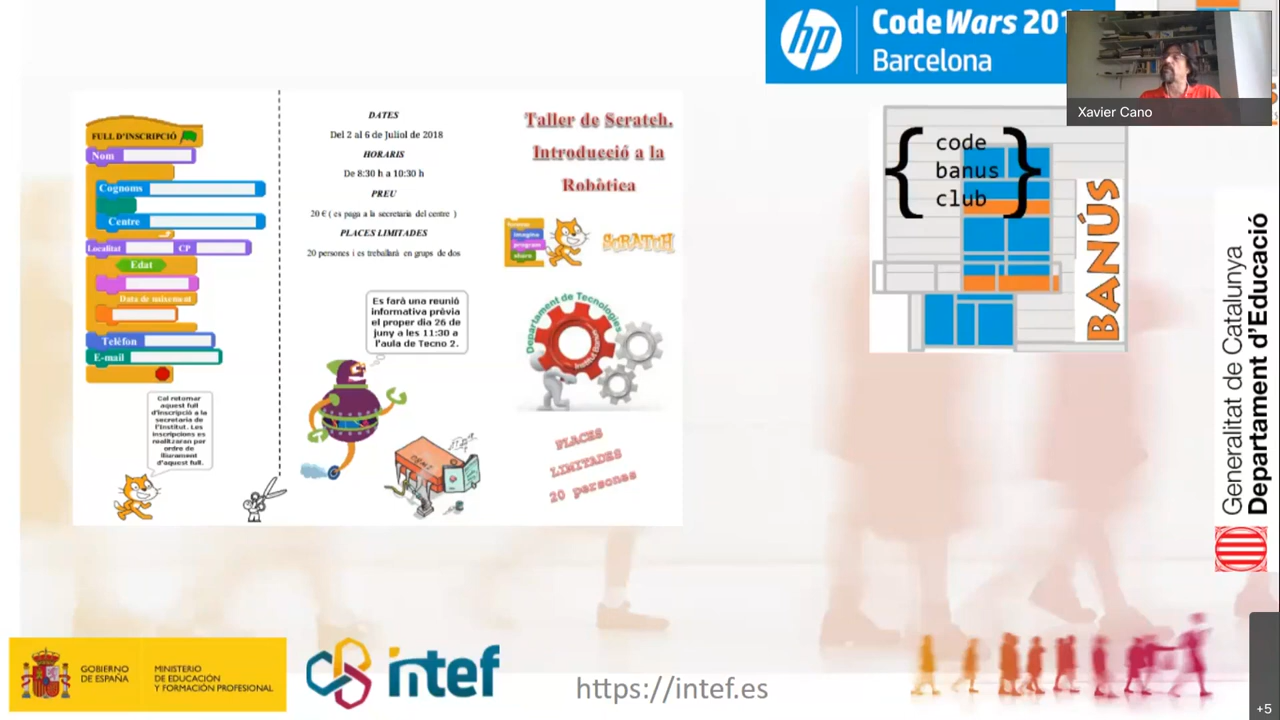 hp
CodeWars 201
Barcelona
Xavier Cano
FULL D'INSCRIPCIÓ
Nom
Cognoms
Centre
Localitat CP
Edat
Data de naixement
Telèfon
E-mail
Cal retornar
aquest full
d'inscripció a la
secretaria de
l'Institut. Les
inscripcions es
realitzaran per
ordre de
lliurament
d'aquest full.
DATES
Del 2 al 6 de Juliol de 2018
HORARIS
De 8:30 h a 10:30 h
PREU
20 € ( es paga a la secretaria del centre )
PLACES LIMITADES
20 persones i es treballarà en grups de dos
Es farà una reunió
informativa prèvia
el proper dia 26 de
juny a les 11:30 a
l'aula de Tecno 2.
Taller de Scratch.
Introducció a la
Robòtica
imagine
program
share
SCRATCH
Departament de Tecnologies
Institut Banús
PLACES
LIMITADES
20 persones
{ code
banus
club }
BANÚS
Generalitat de Catalunya
Departament d'Educació
GOBIERNO
DE ESPAÑA
MINISTERIO
DE EDUCACIÓN
Y FORMACIÓN PROFESIONAL
intef
https://intef.es
+5